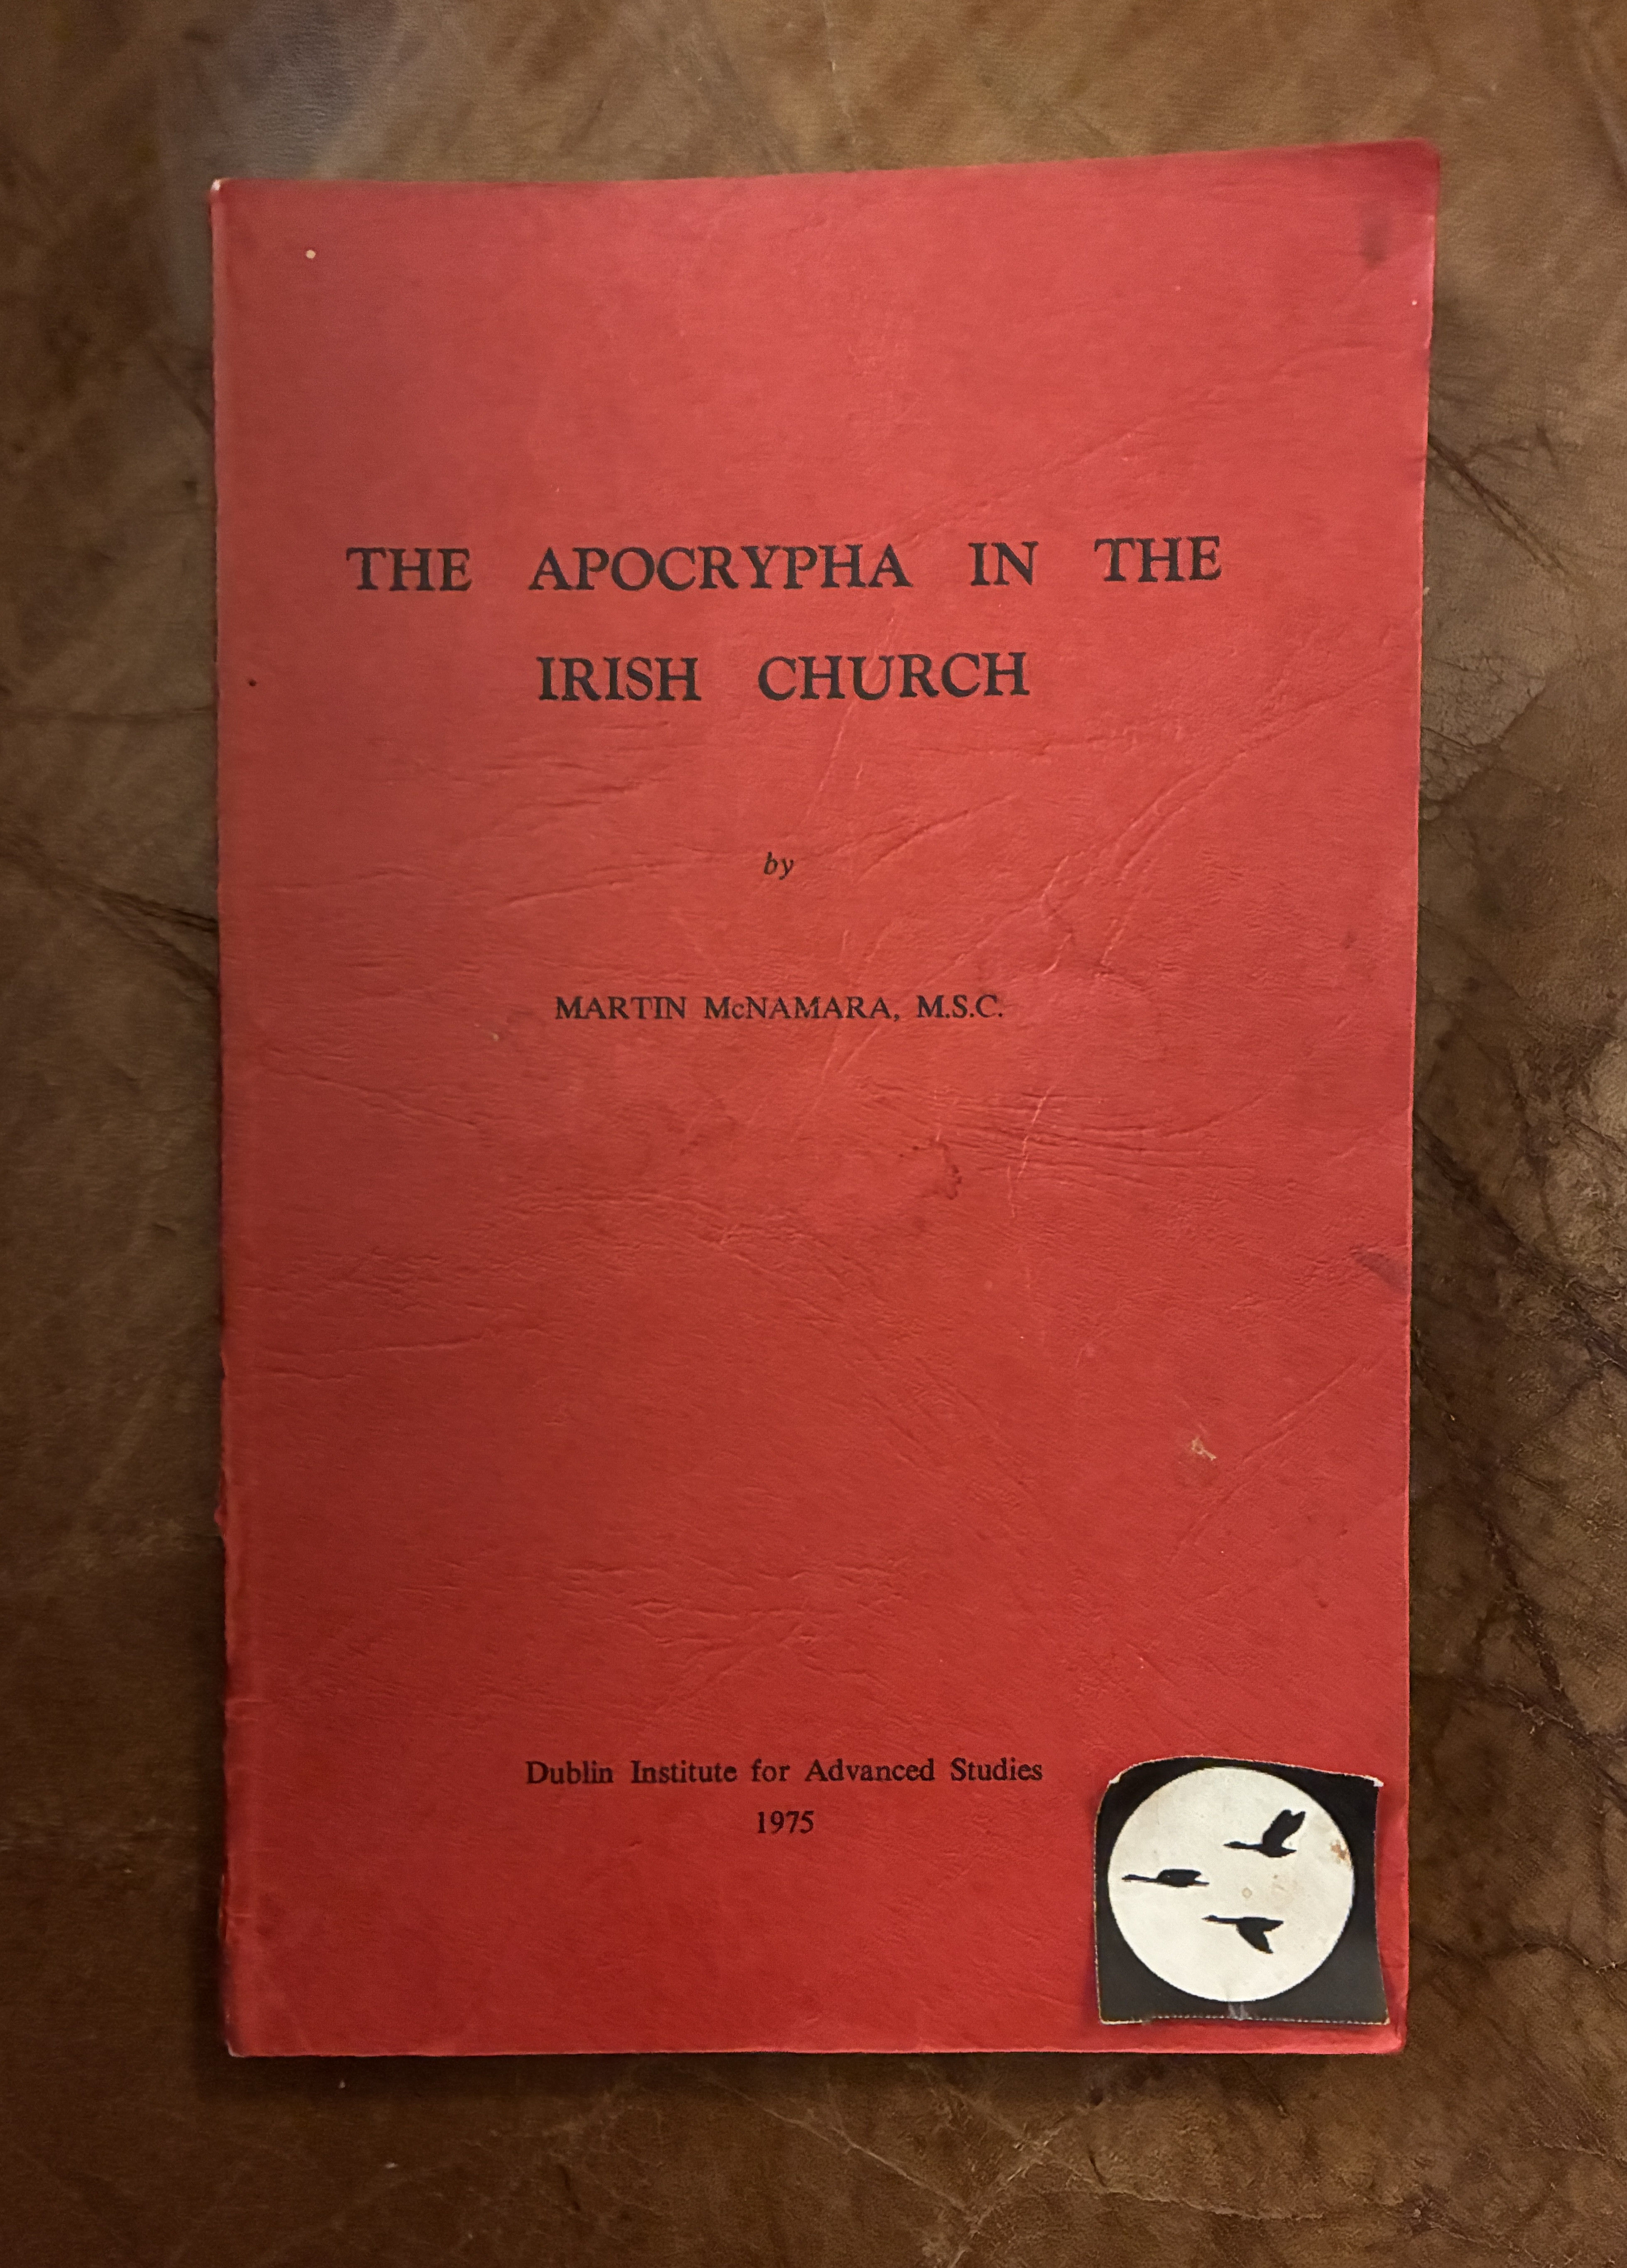 THE APOCRYPHA IN THE
IRISH CHURCH
by
MARTIN McNAMARA, M.S.C.
Dublin Institute for Advanced Studies
1975